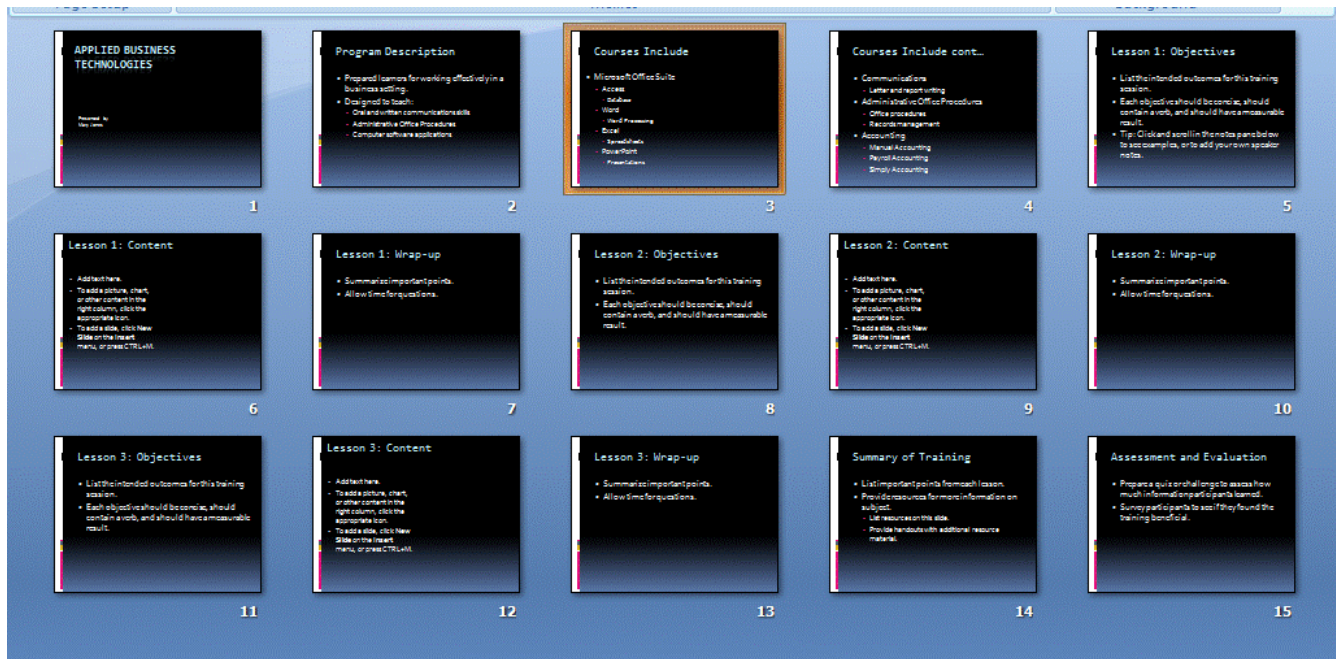 Page Setup
Themes
Background
APPLIED BUSINESS
TECHNOLOGIES
Presented by
Mary Jones
1
Program Description
• Prepared learners for working effectively in a
business setting.
• Designed to teach:
– Oral and written communications skills
– Administrative Office Procedures
– Computer software applications
2
Courses Include
• Microsoft Office Suite
– Access
– Database
– Word
– Word Processing
– Excel
– Spreadsheets
– PowerPoint
– Presentations
3
Courses Include cont…
• Communications
– Letter and report writing
• Administrative Office Procedures
– Office procedures
– Records management
• Accounting
– Manual Accounting
– Payroll Accounting
– Simply Accounting
4
Lesson 1: Objectives
• List the intended outcomes for this training
session.
• Each objective should be concise, should
contain a verb, and should have a measurable
result.
• Tip: Click and scroll in the notes pane below
to see examples, or to add your own speaker
notes.
5
Lesson 1: Content
– Add text here.
– To add a picture, chart,
or other content in the
right column, click the
appropriate icon.
– To add a slide, click New
Slide on the Insert
menu, or press CTRL+M.
6
Lesson 1: Wrap-up
• Summarize important points.
• Allow time for questions.
7
Lesson 2: Objectives
• List the intended outcomes for this training
session.
• Each objective should be concise, should
contain a verb, and should have a measurable
result.
8
Lesson 2: Content
– Add text here.
– To add a picture, chart,
or other content in the
right column, click the
appropriate icon.
– To add a slide, click New
Slide on the Insert
menu, or press CTRL+M.
9
Lesson 2: Wrap-up
• Summarize important points.
• Allow time for questions.
10
Lesson 3: Objectives
• List the intended outcomes for this training
session.
• Each objective should be concise, should
contain a verb, and should have a measurable
result.
11
Lesson 3: Content
– Add text here.
– To add a picture, chart,
or other content in the
right column, click the
appropriate icon.
– To add a slide, click New
Slide on the Insert
menu, or press CTRL+M.
12
Lesson 3: Wrap-up
• Summarize important points.
• Allow time for questions.
13
Summary of Training
• List important points from each lesson.
• Provide resources for more information on
subject.
– List resources on this slide.
– Provide handouts with additional resource
material.
14
Assessment and Evaluation
• Prepare a quiz or challenge to assess how
much information participants learned.
• Survey participants to see if they found the
training beneficial.
15